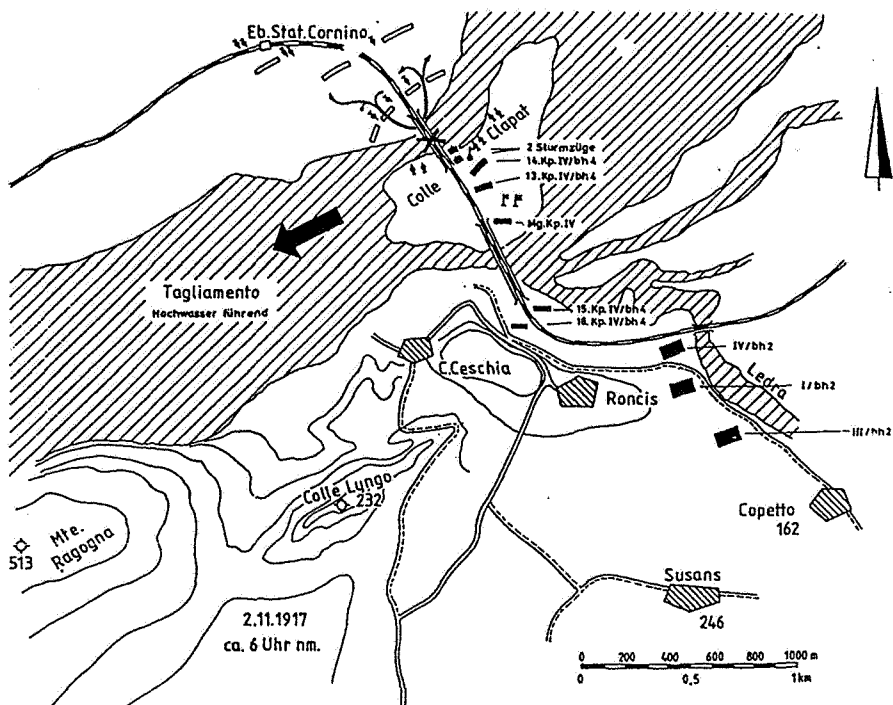 Eb.Stat.Cornino
Clapat
2 Sturmzüge
14.Kp.IV/bh4
13.Kp.IV/bh4
Colle
Mg.Kp.IV
Tagliamento
Hochwasser führend
15.Kp.IV/bh4
16.Kp.IV/bh4
IV/bh2
C.Ceschia
Ledra
I/bh2
Roncis
III/bh2
Colle Lungo
232
Mte.
Ragogna
513
Copetto
162
Susans
246
2.11.1917
ca. 6 Uhr nm.
0 200 400 600 800 1000 m
0 0,5 1km